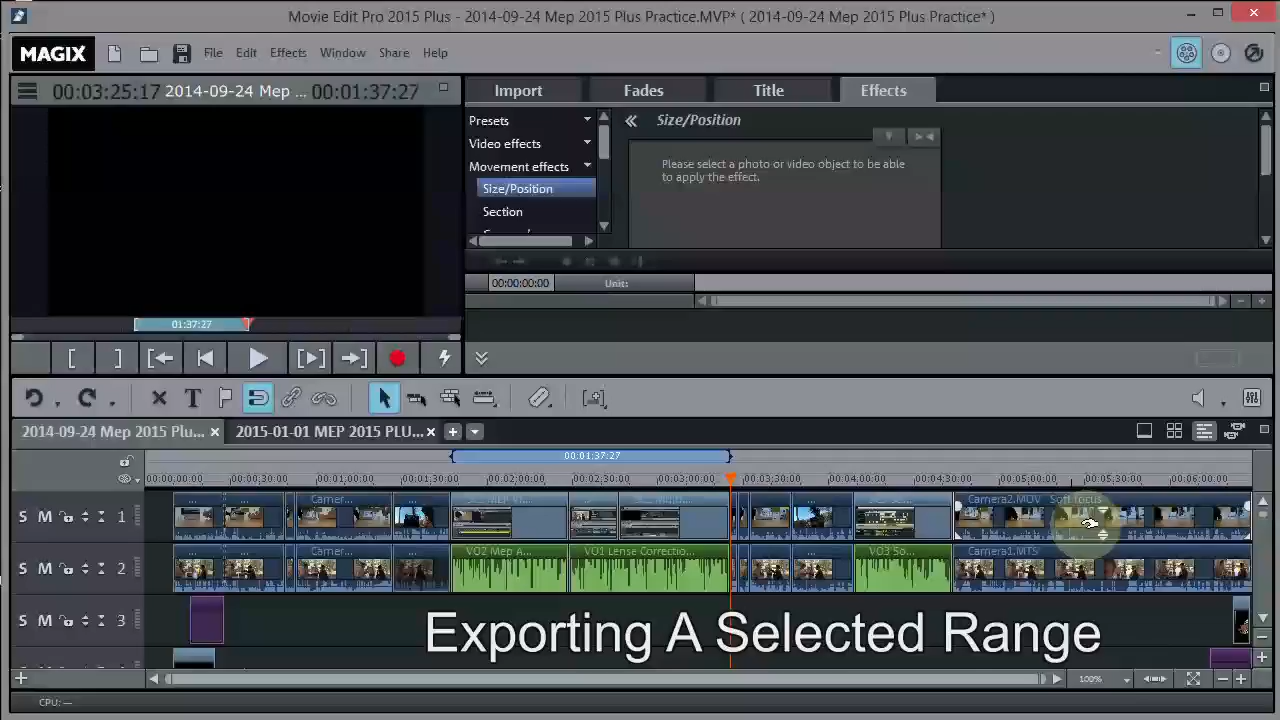 Movie Edit Pro 2015 Plus - 2014-09-24 Mep 2015 Plus Practice.MVP* ( 2014-09-24 Mep 2015 Plus Practice* )
MAGIX File Edit Effects Window Share Help
00:03:25:17 2014-09-24 Mep ... 00:01:37:27
Import Fades Title Effects
Presets
Video effects
Movement effects
Size/Position
Section
Size/Position
Please select a photo or video object to be able
to apply the effect.
00:00:00:00 Unit:
01:37:27
2014-09-24 Mep 2015 Plu... 2015-01-01 MEP 2015 PLU...
00:01:37:27
00:00:00:00 00:00:30:00 00:01:00:00 00:01:30:00 00:02:00:00 00:02:30:00 00:03:00:00 00:03:30:00 00:04:00:00 00:04:30:00 00:05:00:00 00:05:30:00 00:06:00:00
S M 1
... ... Camer... ... ... ... Camera2.MOV Soft focus
S M 2
... ... Camer... ... VO2 Mep A... VO1 Lense Correctio... ... ... VO3 So... Camera1.MTS
S M 3
Exporting A Selected Range
100%
CPU: —